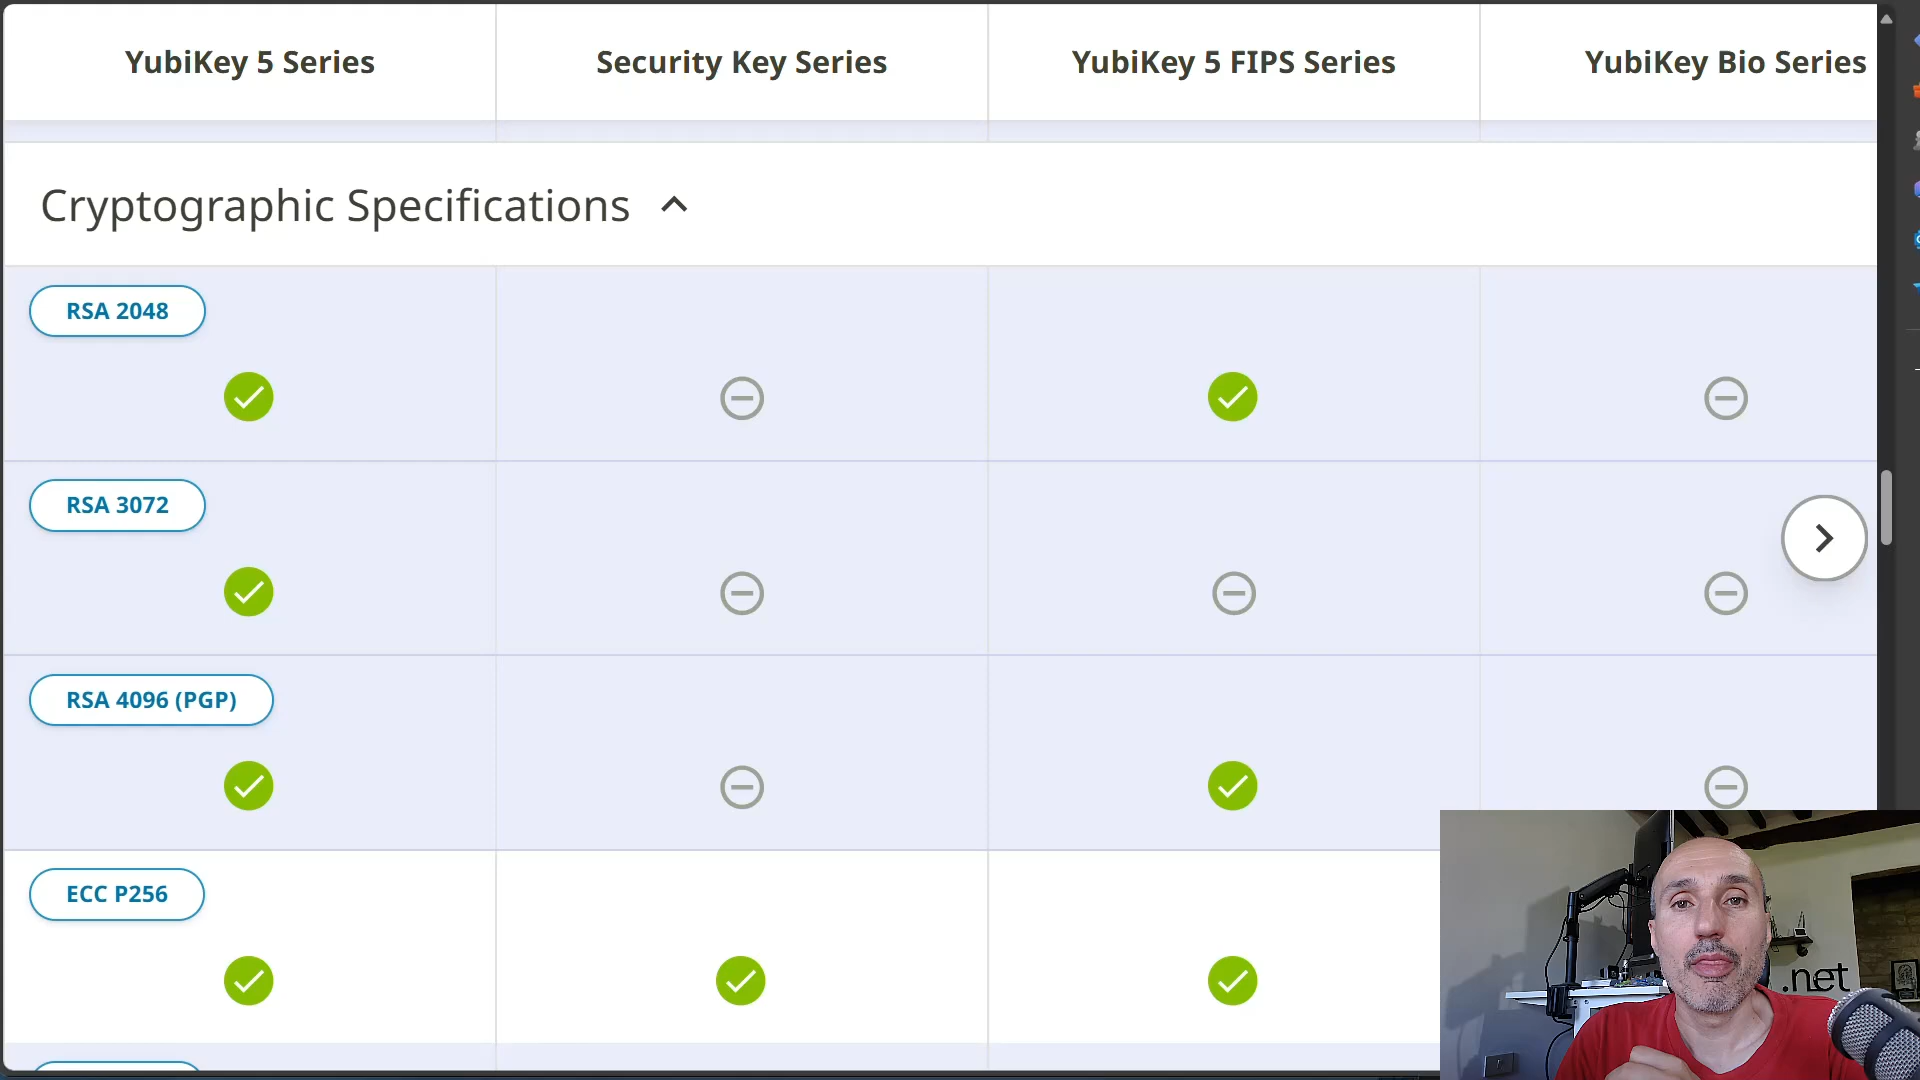 YubiKey 5 Series
Security Key Series
YubiKey 5 FIPS Series
YubiKey Bio Series
Cryptographic Specifications
RSA 2048
RSA 3072
RSA 4096 (PGP)
ECC P256
.net